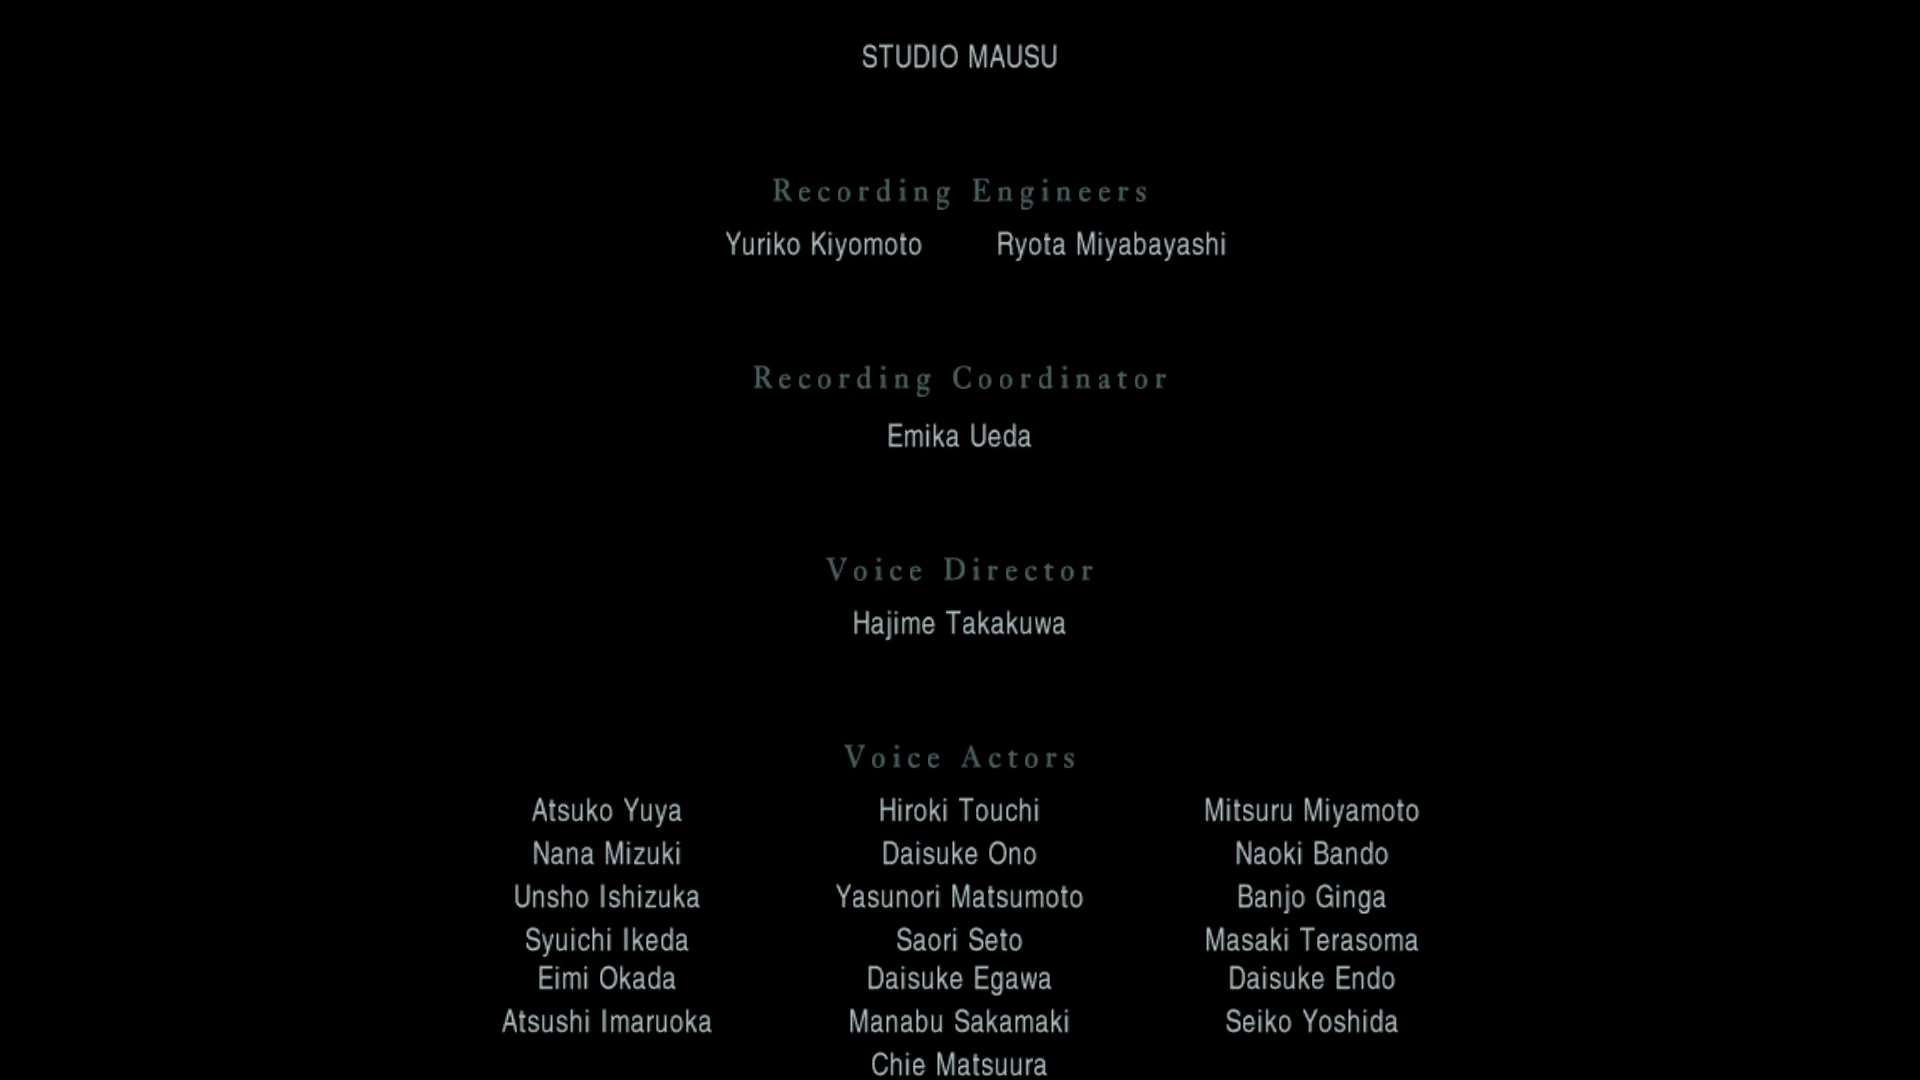 STUDIO MAUSU
Recording Engineers
Yuriko Kiyomoto Ryota Miyabayashi
Recording Coordinator
Emika Ueda
Voice Director
Hajime Takakuwa
Voice Actors
Atsuko Yuya Hiroki Touchi Mitsuru Miyamoto
Nana Mizuki Daisuke Ono Naoki Bando
Unsho Ishizuka Yasunori Matsumoto Banjo Ginga
Syuichi Ikeda Saori Seto Masaki Terasoma
Eimi Okada Daisuke Egawa Daisuke Endo
Atsushi Imaruoka Manabu Sakamaki Seiko Yoshida
Chie Matsuura